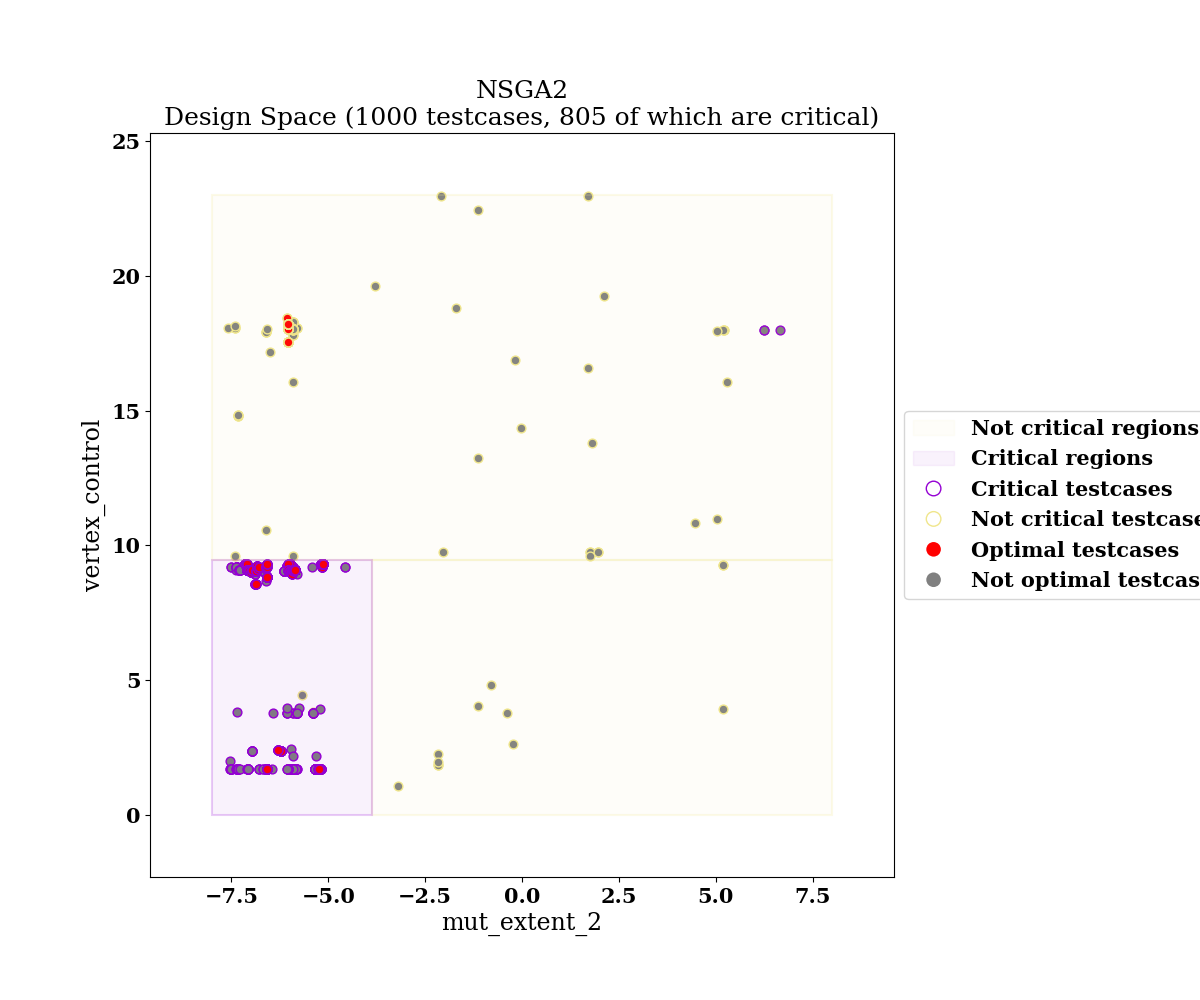 NSGA2
Design Space (1000 testcases, 805 of which are critical)
25
20
15
10
5
0
vertex_control
−7.5
−5.0
−2.5
0.0
2.5
5.0
7.5
mut_extent_2
Not critical regions
Critical regions
Critical testcases
Not critical testcase
Optimal testcases
Not optimal testcas